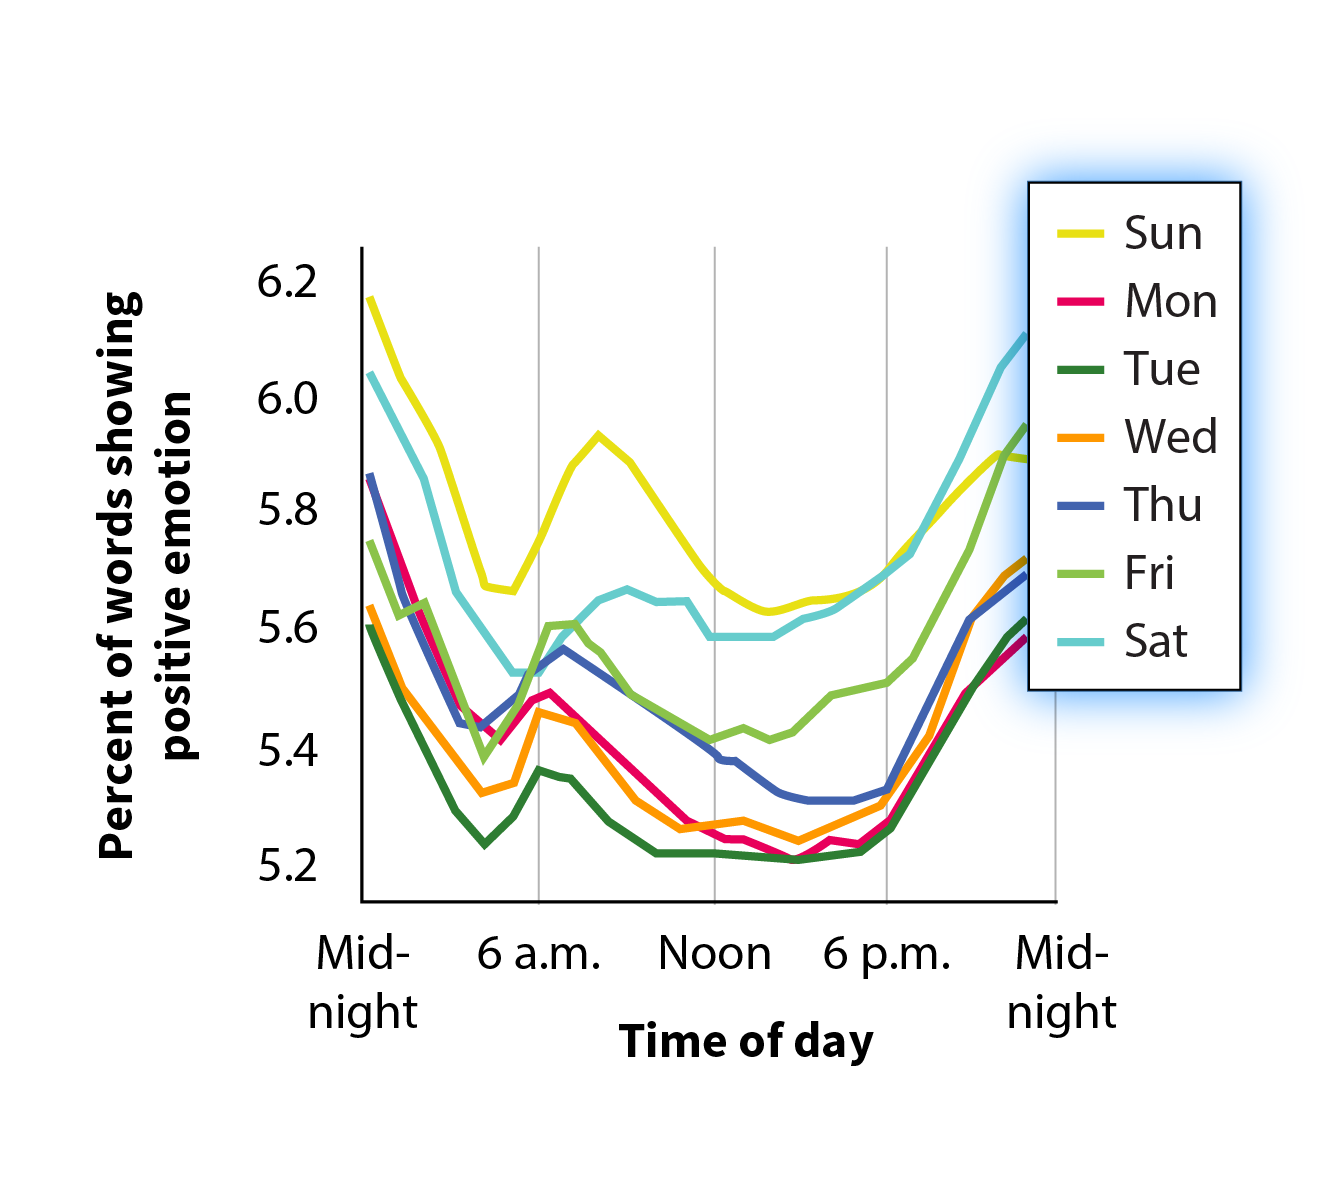 Percent of words showing
positive emotion
6.2
6.0
5.8
5.6
5.4
5.2
Mid-
night
6 a.m.
Noon
6 p.m.
Mid-
night
Time of day
Sun
Mon
Tue
Wed
Thu
Fri
Sat